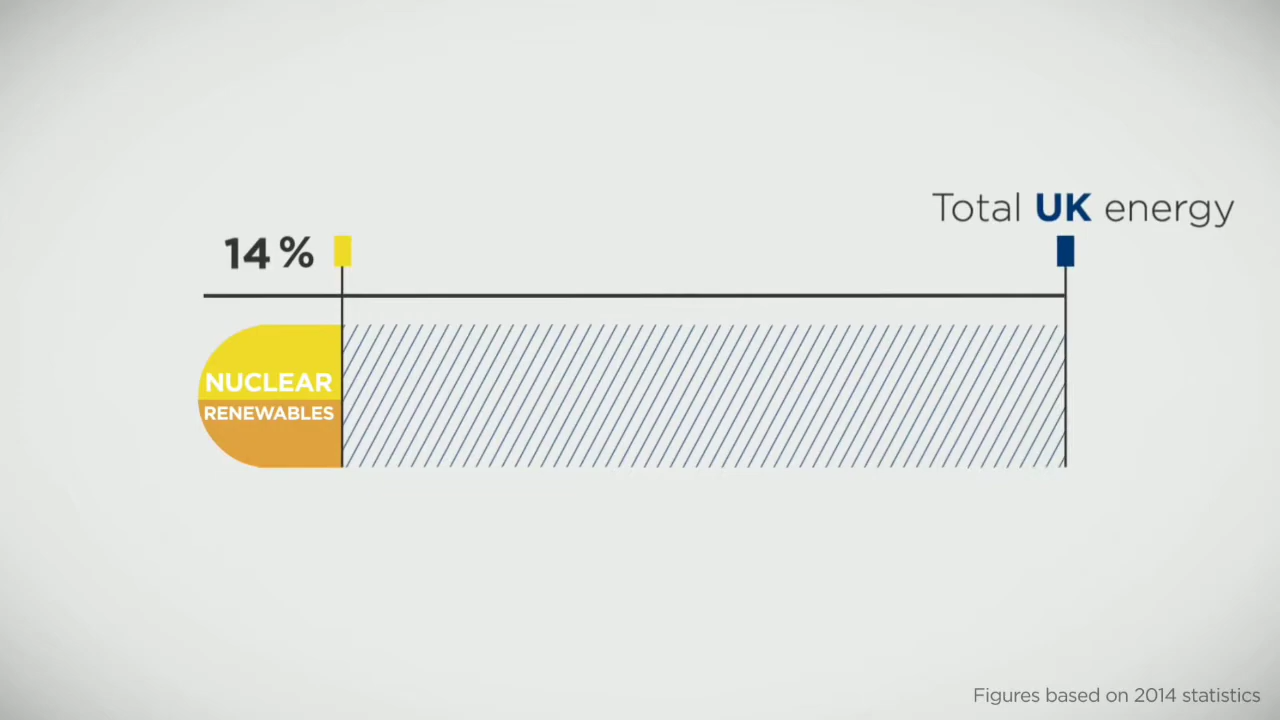 Total UK energy
14%
NUCLEAR
RENEWABLES
Figures based on 2014 statistics